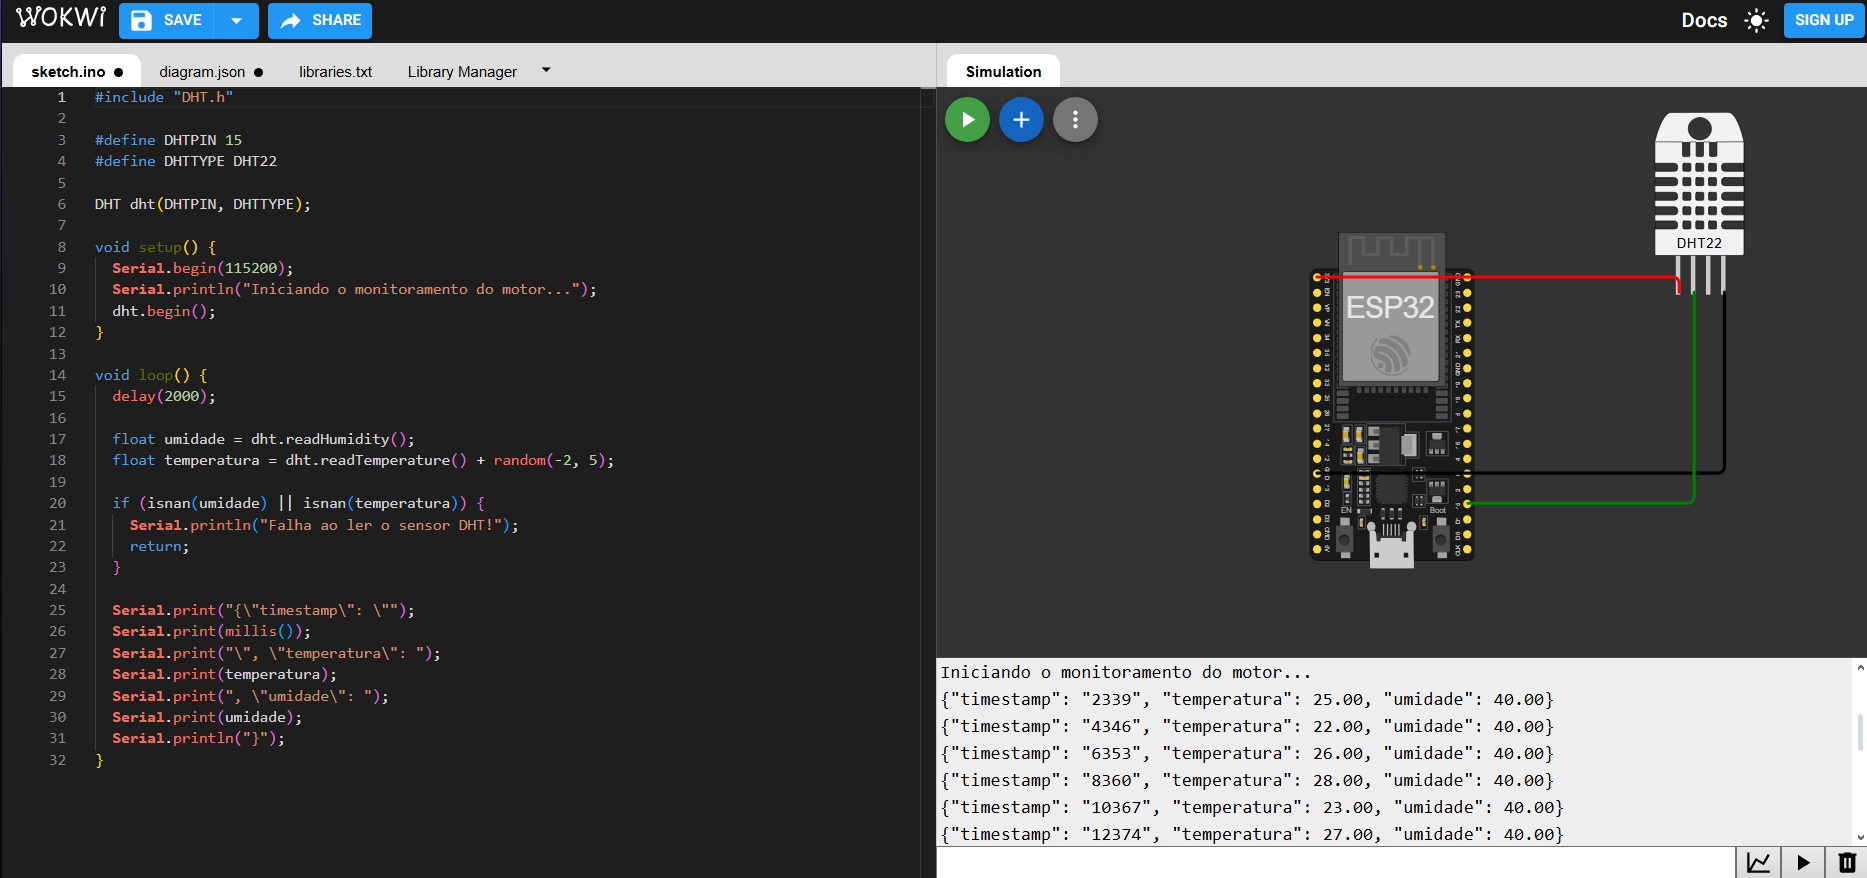 WOKWI SAVE SHARE Docs SIGN UP
sketch.ino ● diagram.json ● libraries.txt Library Manager
1 #include "DHT.h"
2
3 #define DHTPIN 15
4 #define DHTTYPE DHT22
5
6 DHT dht(DHTPIN, DHTTYPE);
7
8 void setup() {
9 Serial.begin(115200);
10 Serial.println("Iniciando o monitoramento do motor...");
11 dht.begin();
12 }
13
14 void loop() {
15 delay(2000);
16
17 float umidade = dht.readHumidity();
18 float temperatura = dht.readTemperature() + random(-2, 5);
19
20 if (isnan(umidade) || isnan(temperatura)) {
21 Serial.println("Falha ao ler o sensor DHT!");
22 return;
23 }
24
25 Serial.print("{\"timestamp\": \"");
26 Serial.print(millis());
27 Serial.print("\", \"temperatura\": ");
28 Serial.print(temperatura);
29 Serial.print(", \"umidade\": ");
30 Serial.print(umidade);
31 Serial.println("}");
32 }
Simulation
DHT22
ESP32
EN
Boot
Iniciando o monitoramento do motor...
{"timestamp": "2339", "temperatura": 25.00, "umidade": 40.00}
{"timestamp": "4346", "temperatura": 22.00, "umidade": 40.00}
{"timestamp": "6353", "temperatura": 26.00, "umidade": 40.00}
{"timestamp": "8360", "temperatura": 28.00, "umidade": 40.00}
{"timestamp": "10367", "temperatura": 23.00, "umidade": 40.00}
{"timestamp": "12374", "temperatura": 27.00, "umidade": 40.00}